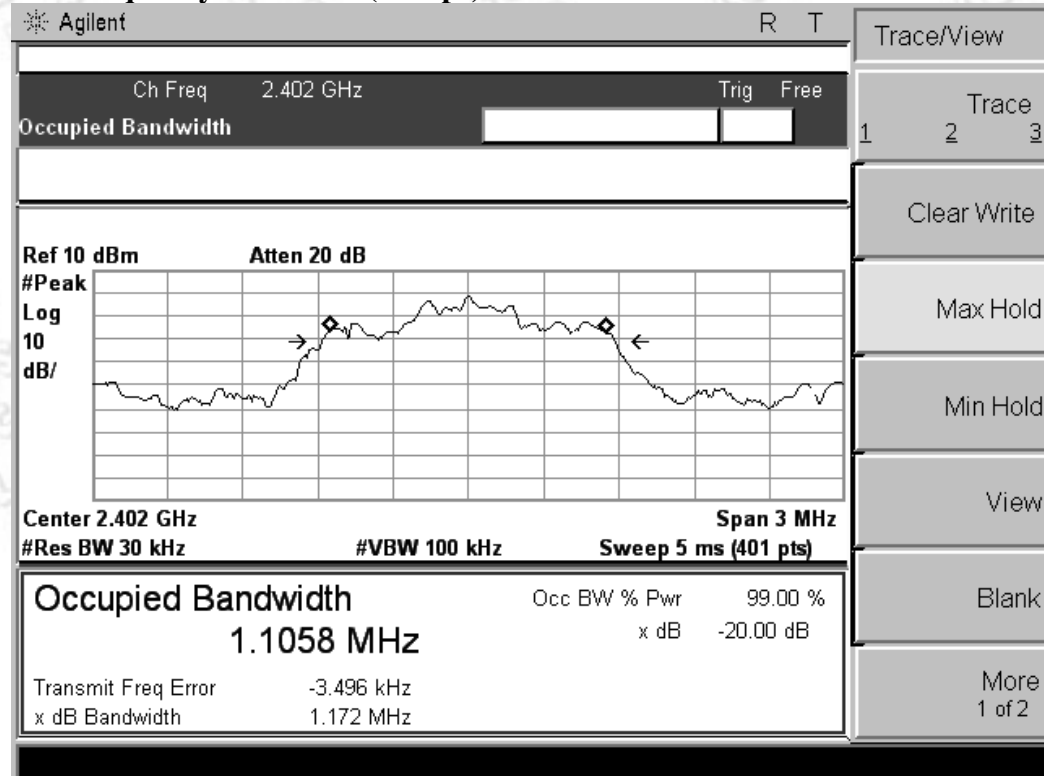 Agilent R T
Trace/View
Ch Freq 2.402 GHz Trig Free
Occupied Bandwidth
Trace
1 2 3
Clear Write
Max Hold
Min Hold
View
Blank
More
1 of 2
Ref 10 dBm Atten 20 dB
#Peak
Log
10
dB/
Center 2.402 GHz Span 3 MHz
#Res BW 30 kHz #VBW 100 kHz Sweep 5 ms (401 pts)
Occupied Bandwidth Occ BW % Pwr 99.00 %
1.1058 MHz x dB -20.00 dB
Transmit Freq Error -3.496 kHz
x dB Bandwidth 1.172 MHz